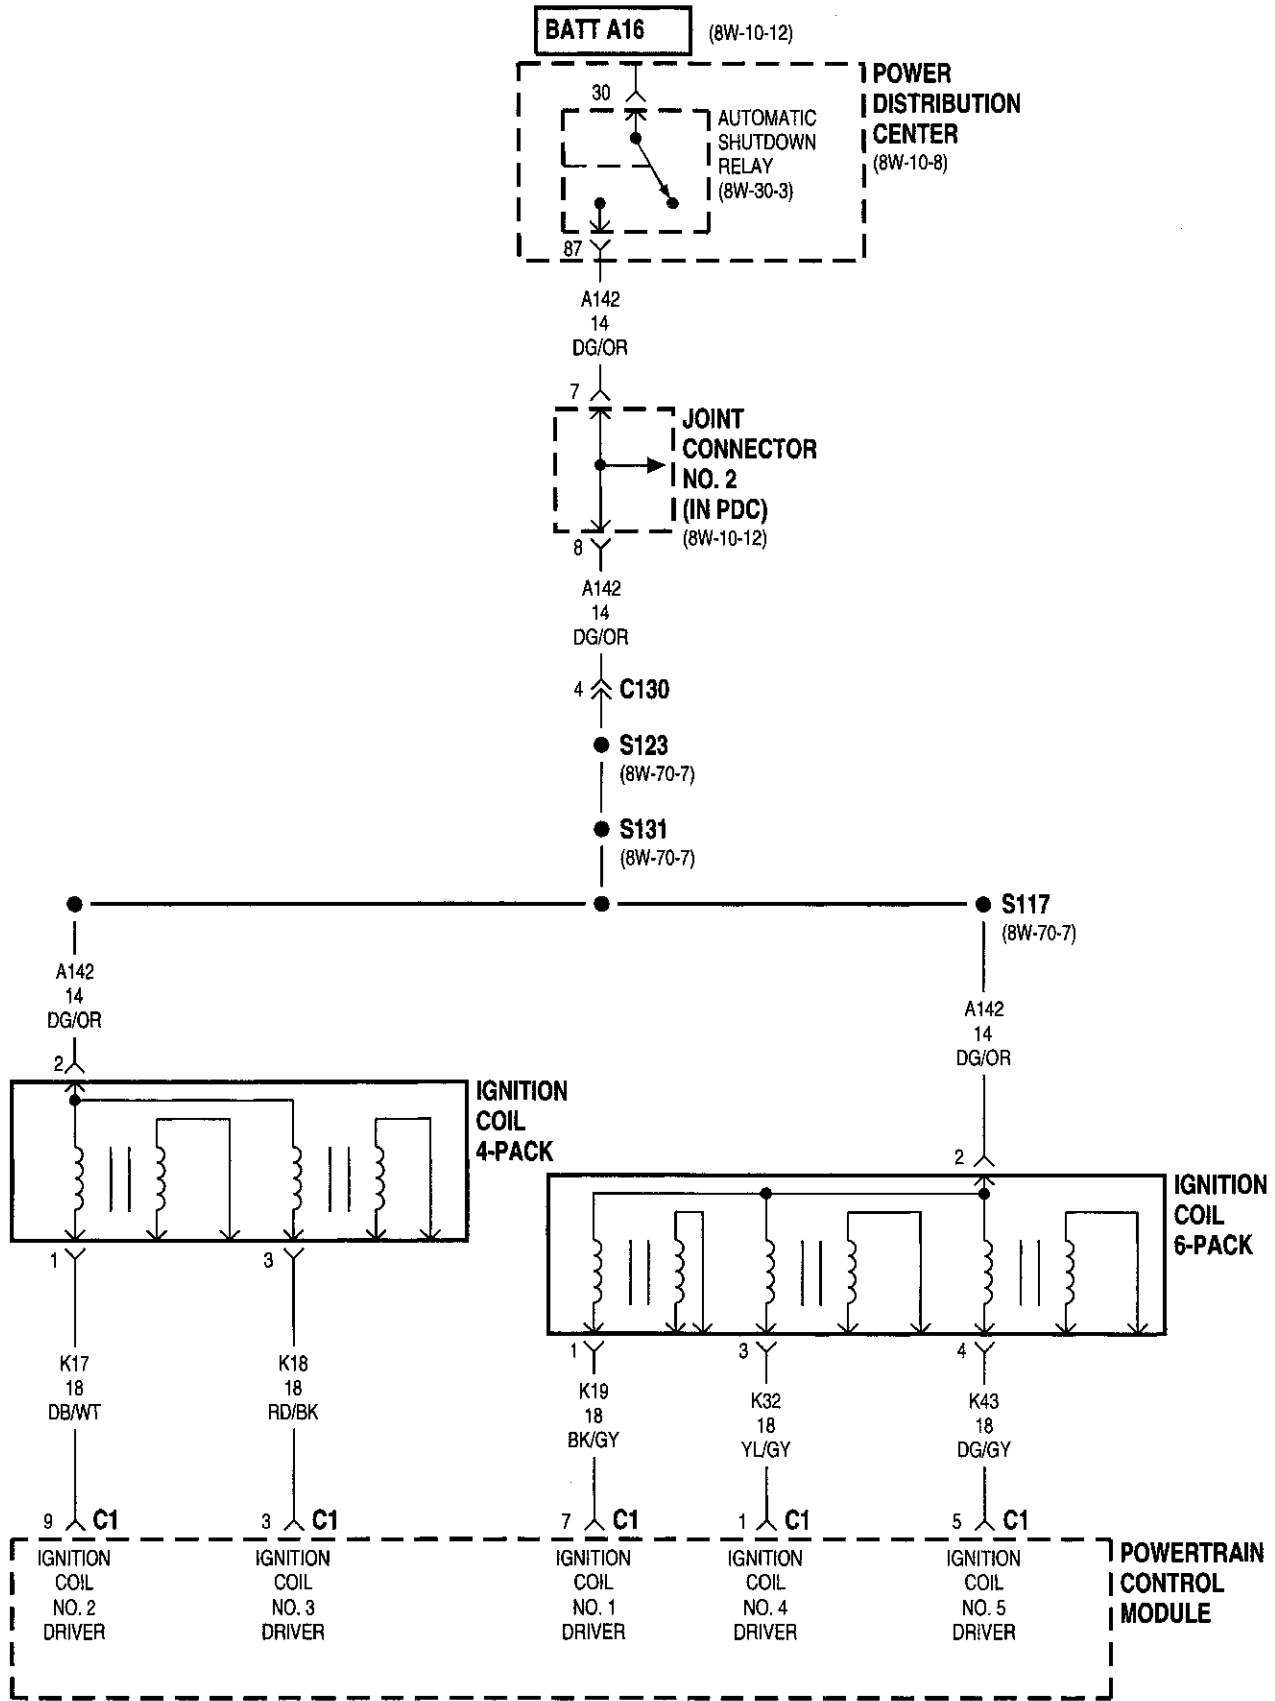 BATT A16
(8W-10-12)
POWER
DISTRIBUTION
CENTER
(8W-10-8)
30
AUTOMATIC
SHUTDOWN
RELAY
(8W-30-3)
87
A142
14
DG/OR
7
JOINT
CONNECTOR
NO. 2
(IN PDC)
(8W-10-12)
8
A142
14
DG/OR
4
C130
S123
(8W-70-7)
S131
(8W-70-7)
S117
(8W-70-7)
A142
14
DG/OR
2
IGNITION
COIL
4-PACK
A142
14
DG/OR
2
IGNITION
COIL
6-PACK
1
3
K17
18
DB/WT
K18
18
RD/BK
1
3
4
K19
18
BK/GY
K32
18
YL/GY
K43
18
DG/GY
9 C1
3 C1
7 C1
1 C1
5 C1
IGNITION
COIL
NO. 2
DRIVER
IGNITION
COIL
NO. 3
DRIVER
IGNITION
COIL
NO. 1
DRIVER
IGNITION
COIL
NO. 4
DRIVER
IGNITION
COIL
NO. 5
DRIVER
POWERTRAIN
CONTROL
MODULE